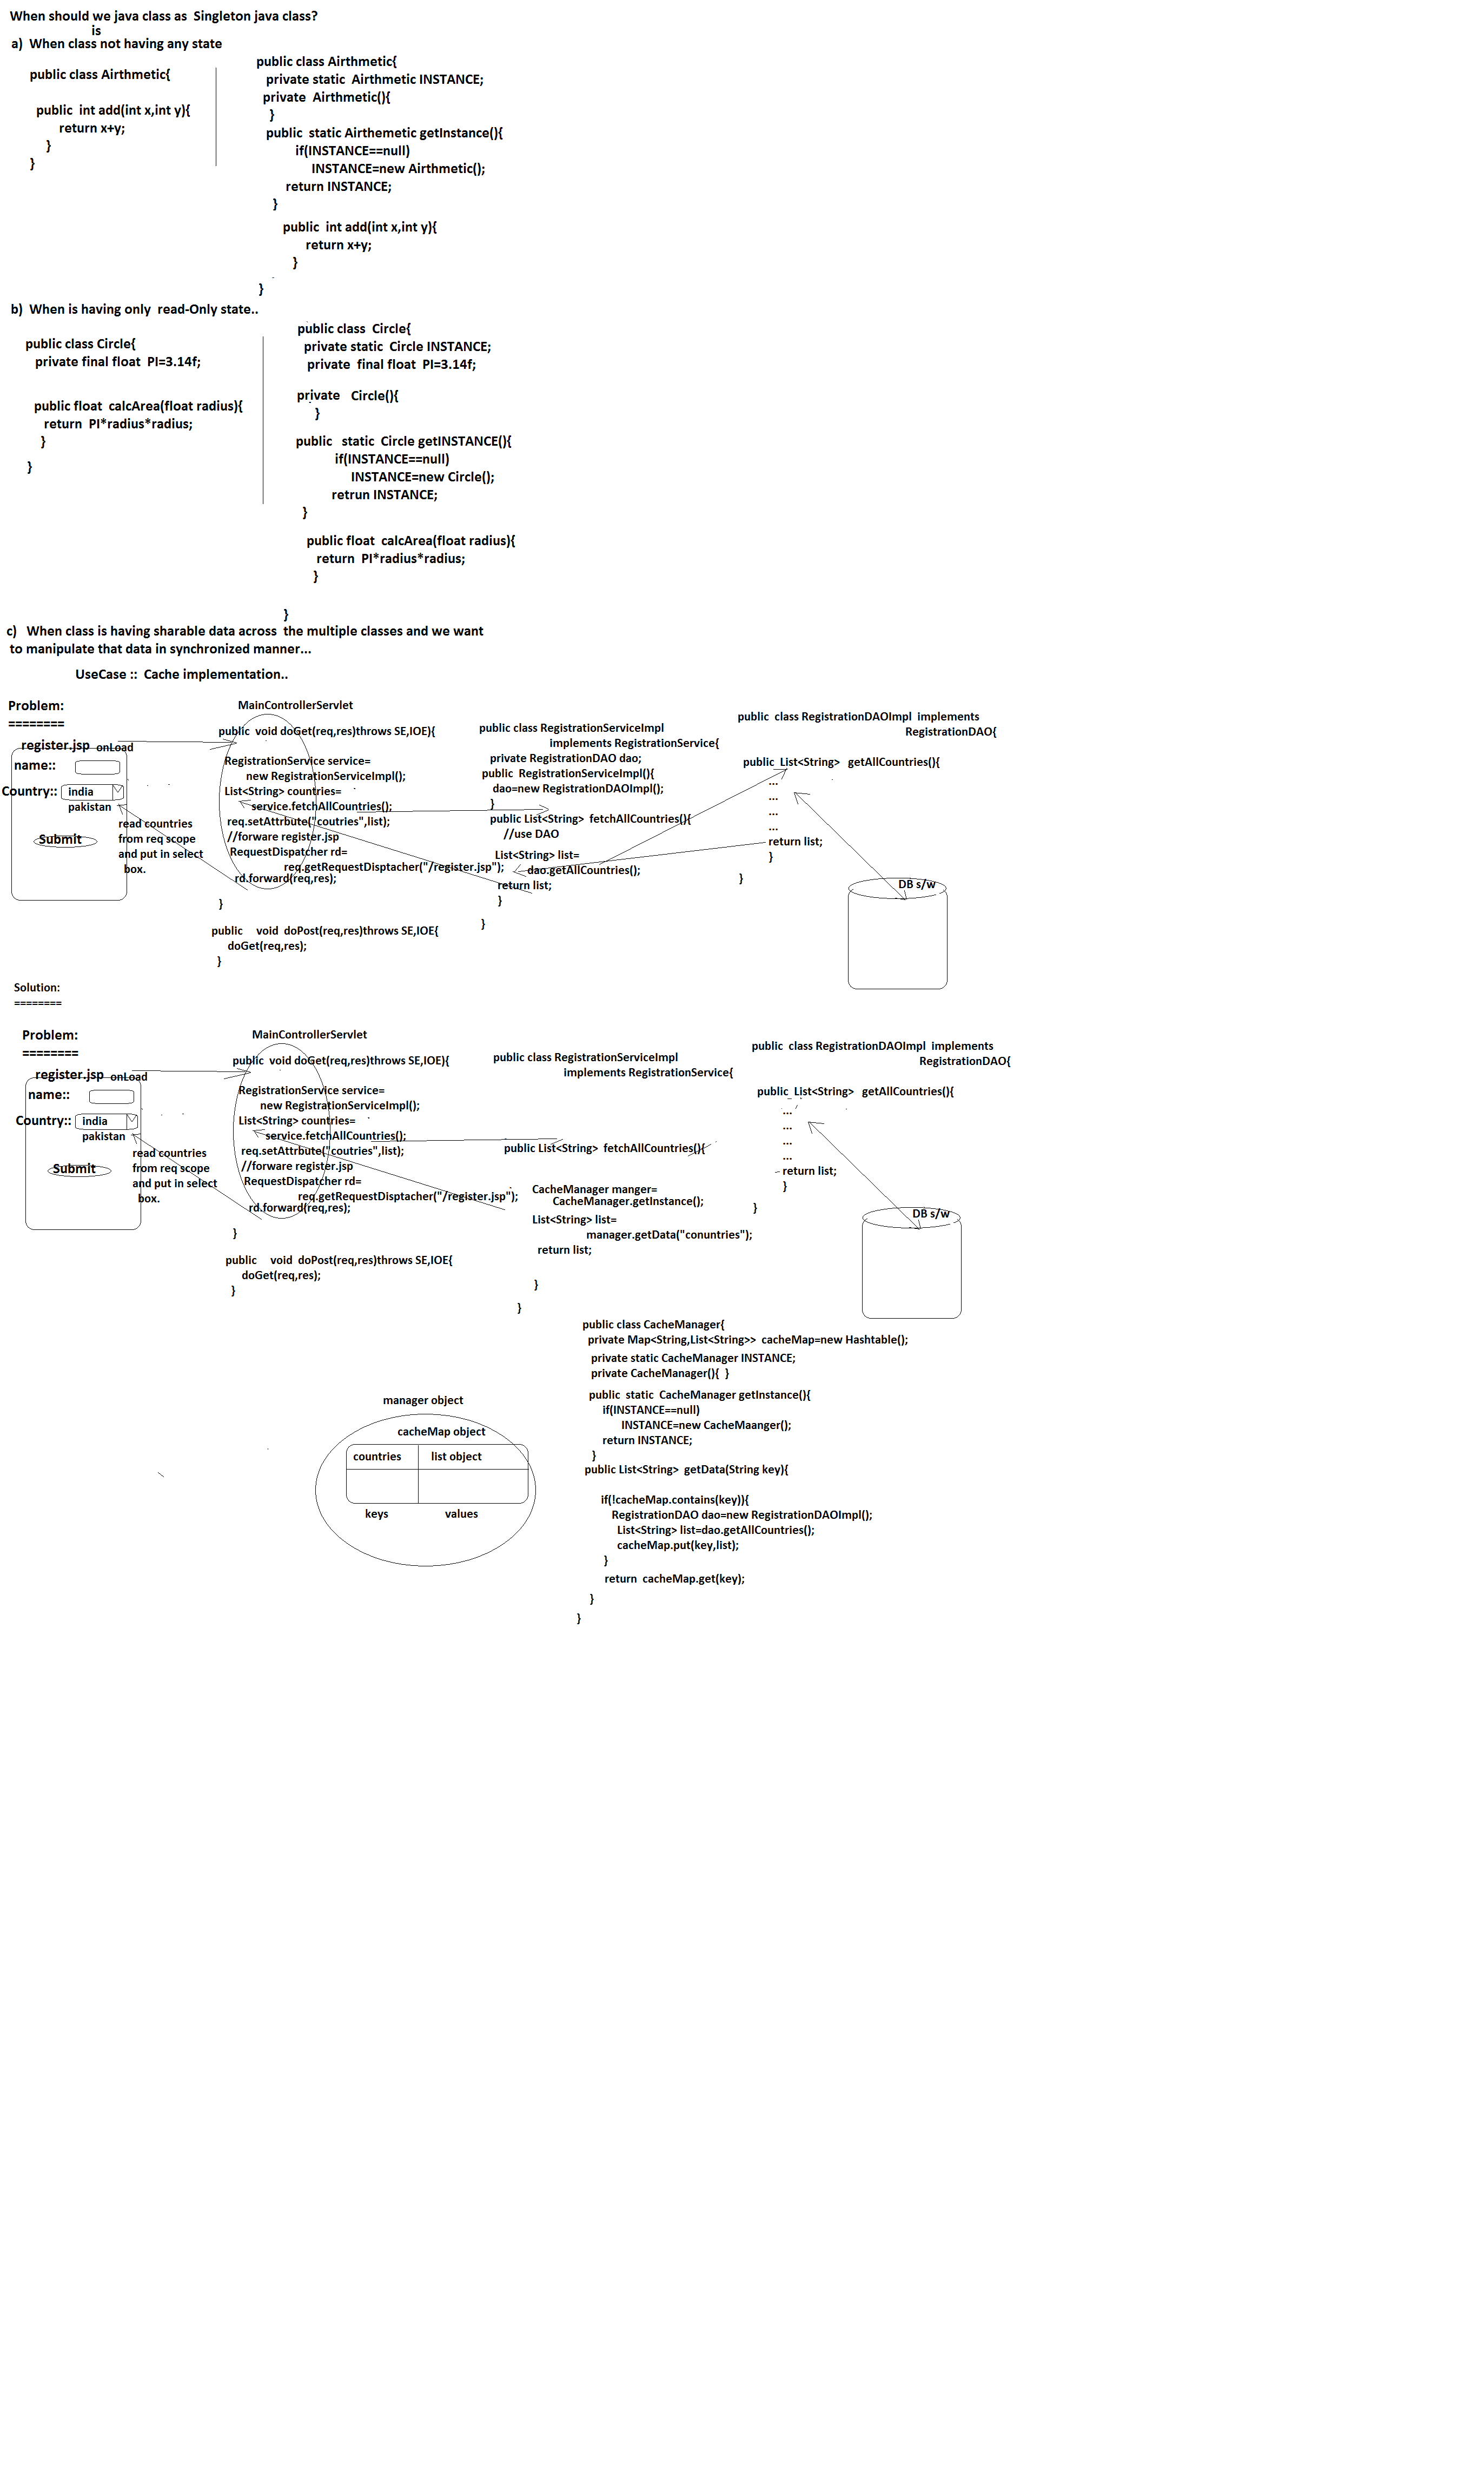 When should we java class as  Singleton java class?
is
a)  When class not having any state
public class Airthmetic{
public  int add(int x,int y){
return x+y;
}
}
public class Airthmetic{
private static  Airthmetic INSTANCE;
private  Airthmetic(){
}
public  static Airthemetic getInstance(){
if(INSTANCE==null)
INSTANCE=new Airthmetic();
return INSTANCE;
}
public  int add(int x,int y){
return x+y;
}
}
b)  When is having only  read-Only state..
public class Circle{
private final float  PI=3.14f;
public float  calcArea(float radius){
return  PI*radius*radius;
}
}
public class  Circle{
private static  Circle INSTANCE;
private  final float  PI=3.14f;
private   Circle(){
}
public   static  Circle getINSTANCE(){
if(INSTANCE==null)
INSTANCE=new Circle();
retrun INSTANCE;
}
public float  calcArea(float radius){
return  PI*radius*radius;
}
}
c)   When class is having sharable data across  the multiple classes and we want
to manipulate that data in synchronized manner...
UseCase ::  Cache implementation..
Problem:
========
register.jsp  onLoad
name::
Country::  india
pakistan
Submit
read countries
from req scope
and put in select
box.
MainControllerServlet
public  void doGet(req,res)throws SE,IOE){
RegistrationService service=
new RegistrationServiceImpl();
List<String> countries=
service.fetchAllCountries();
req.setAttrbute("coutries",list);
//forware register.jsp
RequestDispatcher rd=
req.getRequestDisptacher("/register.jsp");
rd.forward(req,res);
}
public    void  doPost(req,res)throws SE,IOE{
doGet(req,res);
}
public class RegistrationServiceImpl
implements RegistrationService{
private RegistrationDAO dao;
public  RegistrationServiceImpl(){
dao=new RegistrationDAOImpl();
}
public List<String>  fetchAllCountries(){
//use DAO
List<String> list=
dao.getAllCountries();
return list;
}
}
public  class RegistrationDAOImpl  implements
RegistrationDAO{
public  List<String>   getAllCountries(){
...
...
...
...
return list;
}
}
DB s/w
Solution:
========
Problem:
========
register.jsp  onLoad
name::
Country::  india
pakistan
Submit
read countries
from req scope
and put in select
box.
MainControllerServlet
public  void doGet(req,res)throws SE,IOE){
RegistrationService service=
new RegistrationServiceImpl();
List<String> countries=
service.fetchAllCountries();
req.setAttrbute("coutries",list);
//forware register.jsp
RequestDispatcher rd=
req.getRequestDisptacher("/register.jsp");
rd.forward(req,res);
}
public    void  doPost(req,res)throws SE,IOE{
doGet(req,res);
}
public class RegistrationServiceImpl
implements RegistrationService{
public List<String>  fetchAllCountries(){
CacheManager manger=
CacheManager.getInstance();
List<String> list=
manager.getData("conuntries");
return list;
}
}
public  class RegistrationDAOImpl  implements
RegistrationDAO{
public  List<String>   getAllCountries(){
...
...
...
...
return list;
}
}
DB s/w
public class CacheManager{
private Map<String,List<String>>  cacheMap=new Hashtable();
private static CacheManager INSTANCE;
private CacheManager(){  }
public  static  CacheManager getInstance(){
if(INSTANCE==null)
INSTANCE=new CacheMaanger();
return INSTANCE;
}
public List<String>  getData(String key){
if(!cacheMap.contains(key)){
RegistrationDAO dao=new RegistrationDAOImpl();
List<String> list=dao.getAllCountries();
cacheMap.put(key,list);
}
return  cacheMap.get(key);
}
}
manager object
cacheMap object
countries  list object
keys  values